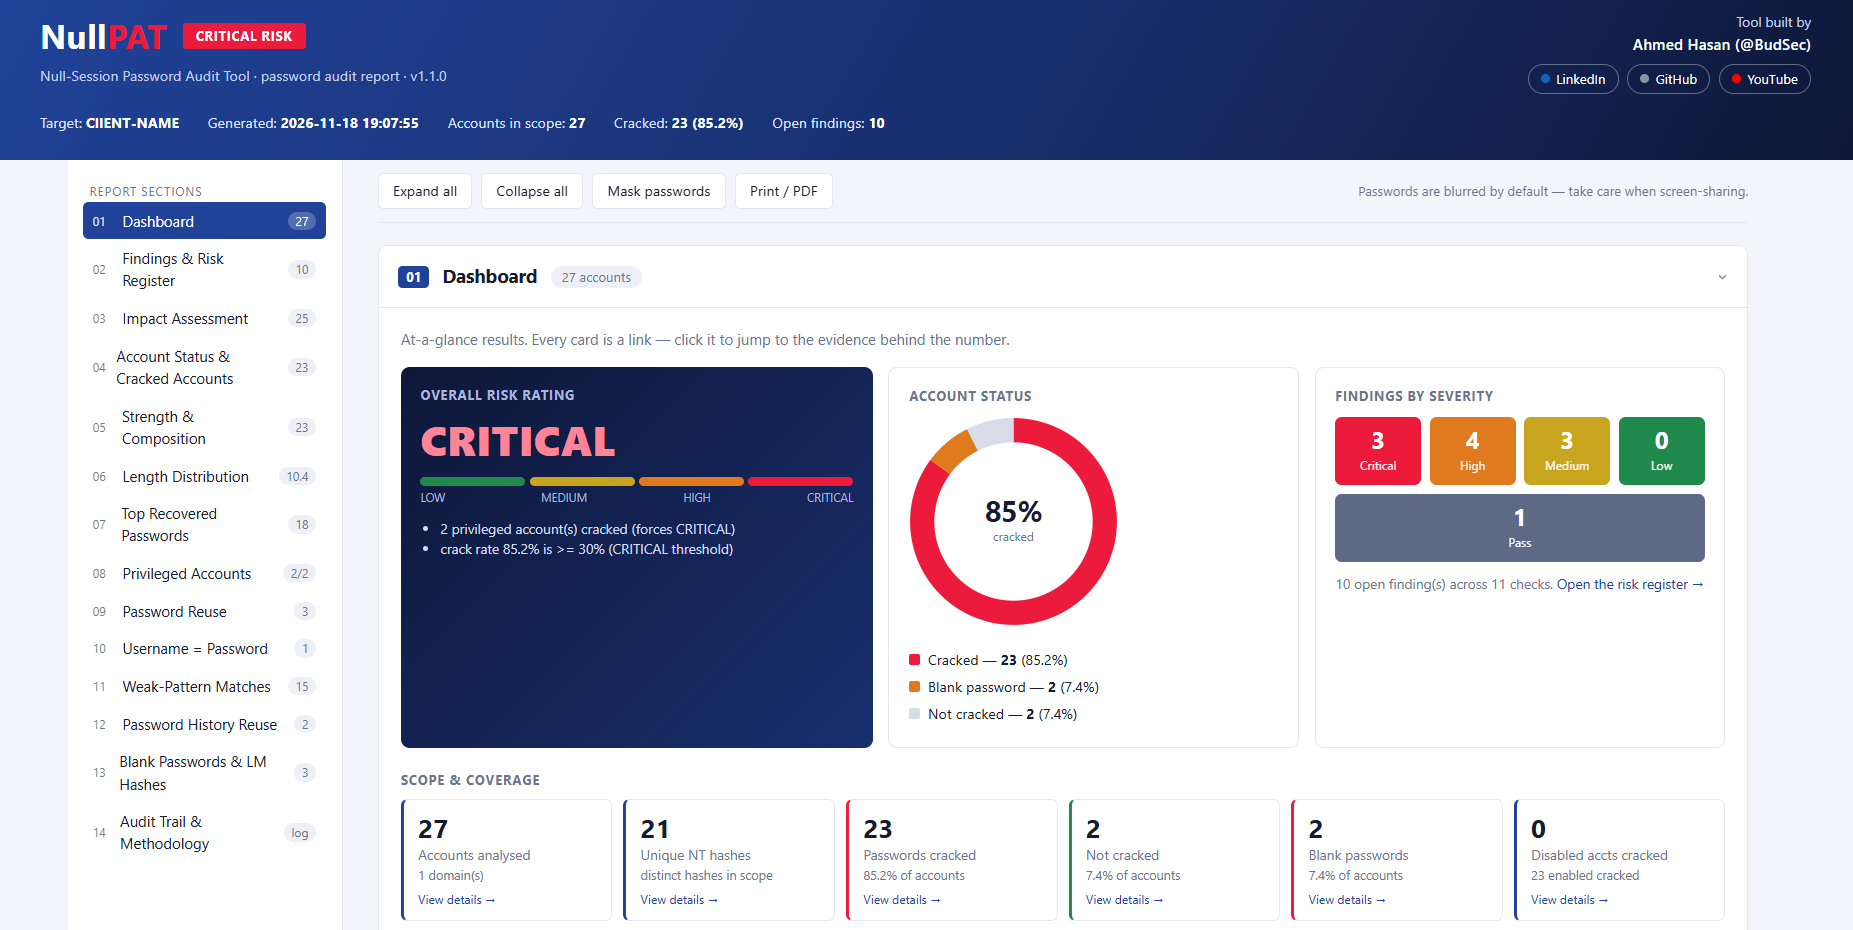 NullPAT CRITICAL RISK
Null-Session Password Audit Tool · password audit report · v1.1.0
Target: ClIENT-NAME Generated: 2026-11-18 19:07:55 Accounts in scope: 27 Cracked: 23 (85.2%) Open findings: 10
Tool built by
Ahmed Hasan (@BudSec)
LinkedIn GitHub YouTube
REPORT SECTIONS
01 Dashboard 27
02 Findings & Risk
Register 10
03 Impact Assessment 25
04 Account Status &
Cracked Accounts 23
05 Strength &
Composition 23
06 Length Distribution 10.4
07 Top Recovered
Passwords 18
08 Privileged Accounts 2/2
09 Password Reuse 3
10 Username = Password 1
11 Weak-Pattern Matches 15
12 Password History Reuse 2
13 Blank Passwords & LM
Hashes 3
14 Audit Trail &
Methodology log
Expand all Collapse all Mask passwords Print / PDF
Passwords are blurred by default — take care when screen-sharing.
01 Dashboard 27 accounts
At-a-glance results. Every card is a link — click it to jump to the evidence behind the number.
OVERALL RISK RATING
CRITICAL
LOW MEDIUM HIGH CRITICAL
• 2 privileged account(s) cracked (forces CRITICAL)
• crack rate 85.2% is >= 30% (CRITICAL threshold)
ACCOUNT STATUS
85%
cracked
Cracked — 23 (85.2%)
Blank password — 2 (7.4%)
Not cracked — 2 (7.4%)
FINDINGS BY SEVERITY
3 4 3 0
Critical High Medium Low
1
Pass
10 open finding(s) across 11 checks. Open the risk register →
SCOPE & COVERAGE
27
Accounts analysed
1 domain(s)
View details →
21
Unique NT hashes
distinct hashes in scope
View details →
23
Passwords cracked
85.2% of accounts
View details →
2
Not cracked
7.4% of accounts
View details →
2
Blank passwords
7.4% of accounts
View details →
0
Disabled accts cracked
23 enabled cracked
View details →